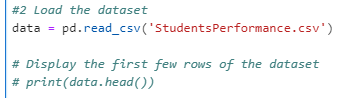 #2 Load the dataset
data = pd.read_csv('StudentsPerformance.csv')
# Display the first few rows of the dataset
# print(data.head())